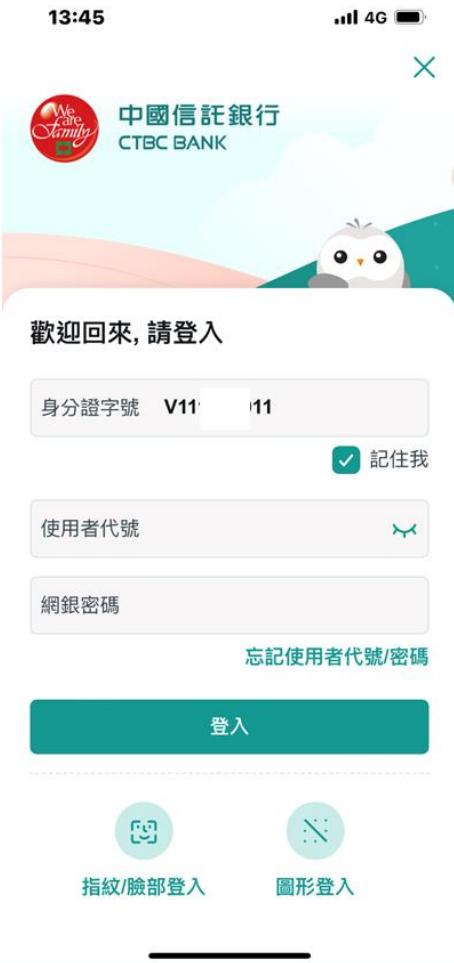 13:45
4G
We are Family
中國信託銀行
CTBC BANK
歡迎回來, 請登入
身分證字號
記住我
使用者代號
網銀密碼
忘記使用者代號/密碼
登入
指紋/臉部登入
圖形登入